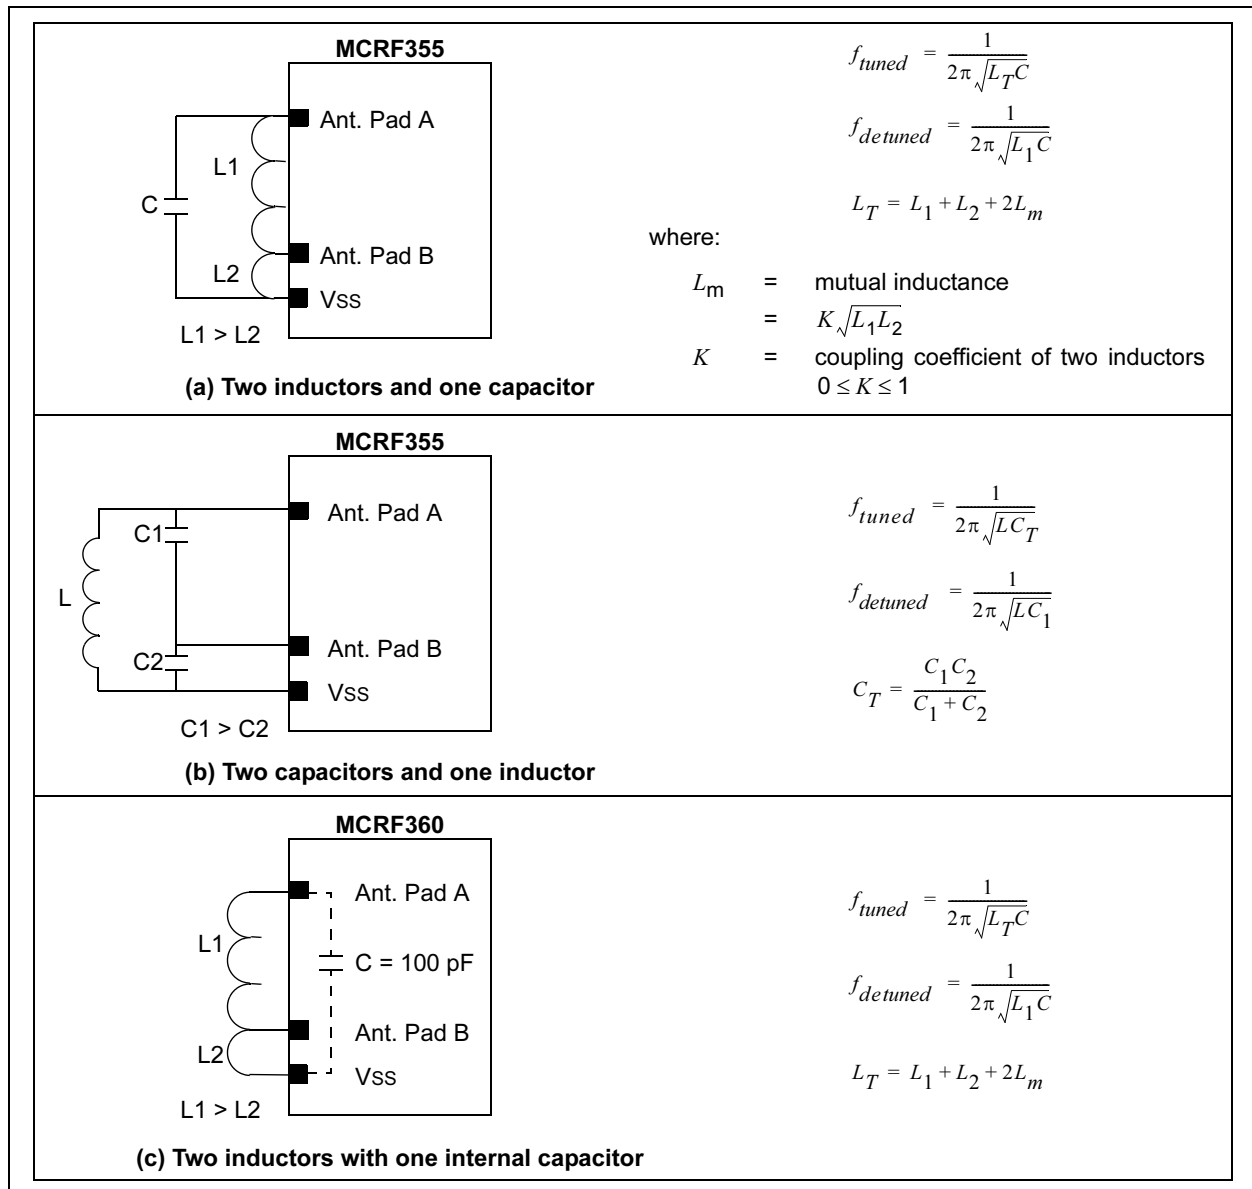 MCRF355
Ant. Pad A
L1
C
Ant. Pad B
L2
VSS
L1 > L2
(a) Two inductors and one capacitor
f_tuned = 1 / (2π√(L_T C))
f_detuned = 1 / (2π√(L_1 C))
L_T = L_1 + L_2 + 2L_m
where:
L_m = mutual inductance
= K√(L_1 L_2)
K = coupling coefficient of two inductors
0 ≤ K ≤ 1
MCRF355
Ant. Pad A
C1
L
Ant. Pad B
C2
VSS
C1 > C2
(b) Two capacitors and one inductor
f_tuned = 1 / (2π√(L C_T))
f_detuned = 1 / (2π√(L C_1))
C_T = C_1 C_2 / (C_1 + C_2)
MCRF360
Ant. Pad A
L1
C = 100 pF
Ant. Pad B
L2
VSS
L1 > L2
(c) Two inductors with one internal capacitor
f_tuned = 1 / (2π√(L_T C))
f_detuned = 1 / (2π√(L_1 C))
L_T = L_1 + L_2 + 2L_m